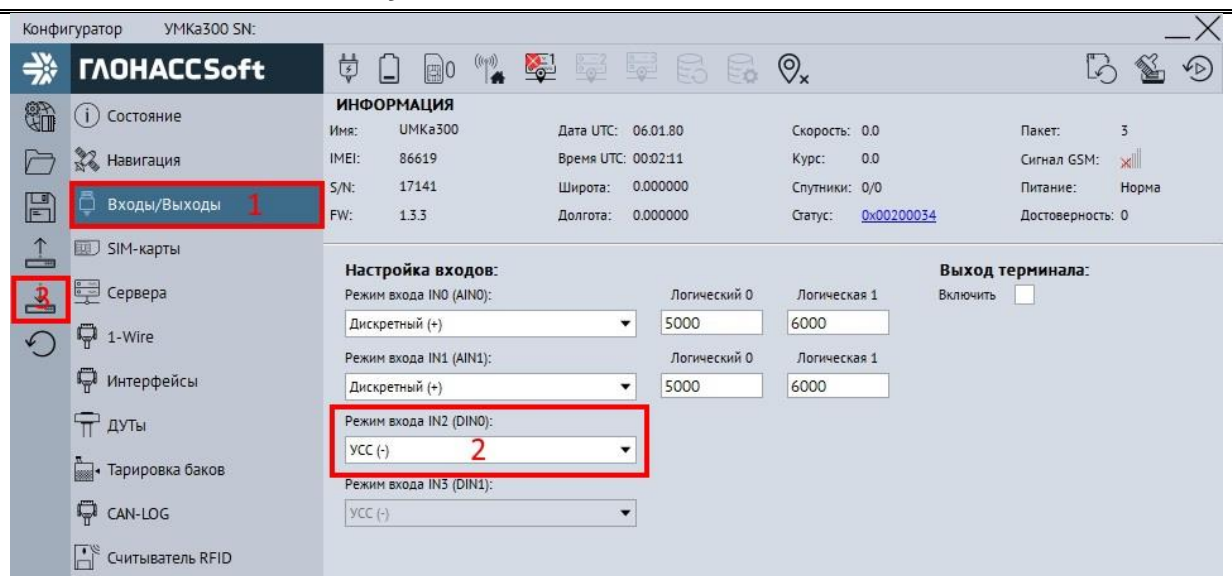 Конфигуратор УМКа300 SN:
ГЛОНАССSoft
0
1
Состояние
Навигация
Входы/Выходы 1
SIM-карты
Сервера
1-Wire
Интерфейсы
ДУТы
Тарировка баков
CAN-LOG
Считыватель RFID
3
ИНФОРМАЦИЯ
Имя: UMKa300 Дата UTC: 06.01.80 Скорость: 0.0 Пакет: 3
IMEI: 86619 Время UTC: 00:02:11 Курс: 0.0 Сигнал GSM:
S/N: 17141 Широта: 0.000000 Спутники: 0/0 Питание: Норма
FW: 1.3.3 Долгота: 0.000000 Статус: 0x00200034 Достоверность: 0
Настройка входов: Выход терминала:
Режим входа IN0 (AIN0): Логический 0 Логическая 1 Включить
Дискретный (+) 5000 6000
Режим входа IN1 (AIN1): Логический 0 Логическая 1
Дискретный (+) 5000 6000
Режим входа IN2 (DIN0):
УСС (-) 2
Режим входа IN3 (DIN1):
УСС (-)